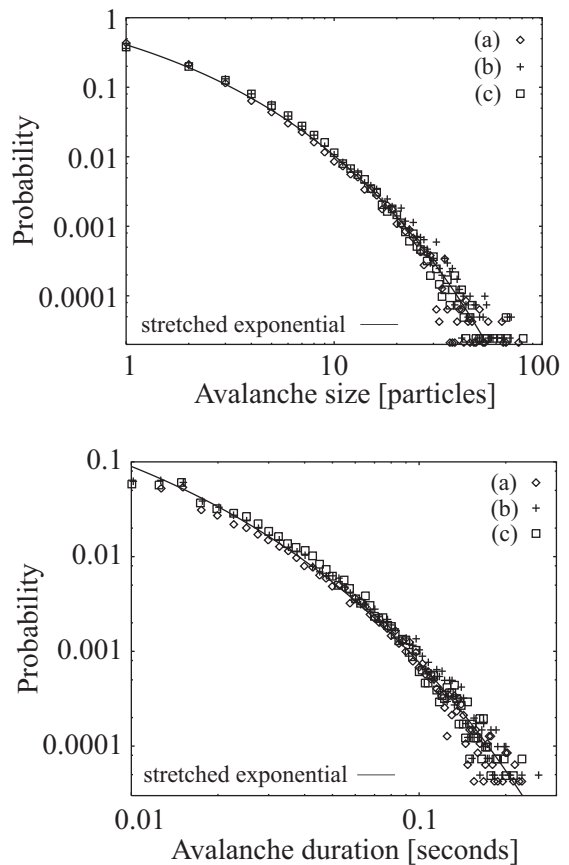 Probability
1
0.1
0.01
0.001
0.0001
(a)
(b)
(c)
stretched exponential
1 10 100
Avalanche size [particles]
Probability
0.1
0.01
0.001
0.0001
(a)
(b)
(c)
stretched exponential
0.01 0.1
Avalanche duration [seconds]